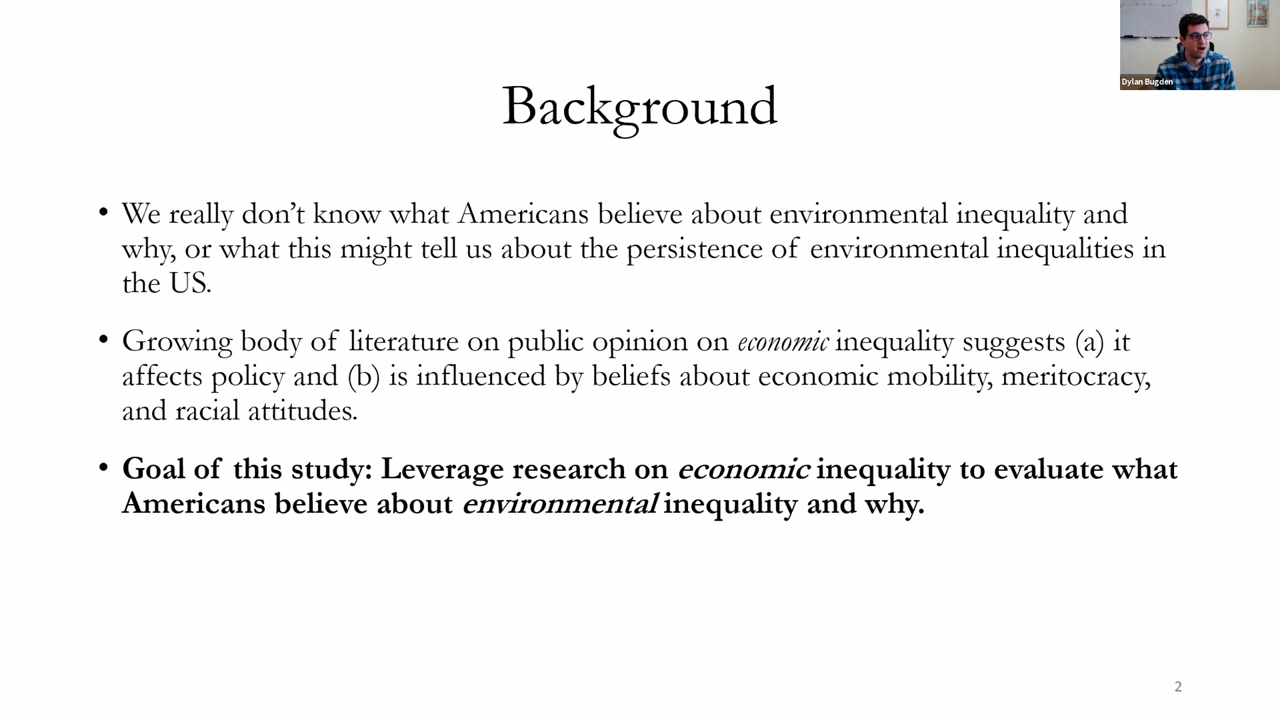 Dylan Bugden
Background
• We really don’t know what Americans believe about environmental inequality and
why, or what this might tell us about the persistence of environmental inequalities in
the US.
• Growing body of literature on public opinion on economic inequality suggests (a) it
affects policy and (b) is influenced by beliefs about economic mobility, meritocracy,
and racial attitudes.
• Goal of this study: Leverage research on economic inequality to evaluate what
Americans believe about environmental inequality and why.
2